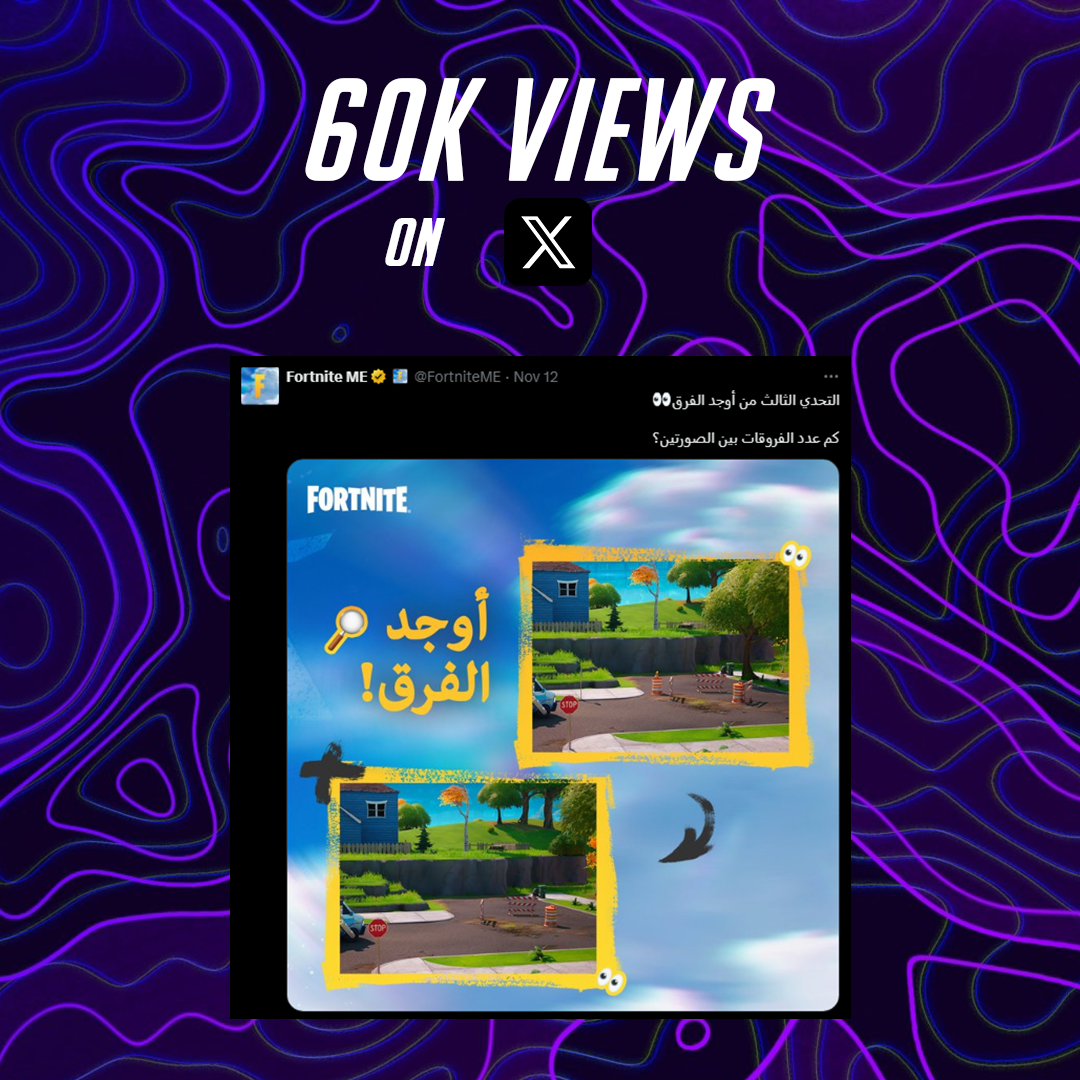 60K VIEWS
ON X
Fortnite ME @FortniteME · Nov 12
التحدي الثالث من أوجد الفرق👀
كم عدد الفروقات بين الصورتين؟
FORTNITE
أوجد
الفرق!
STOP
STOP